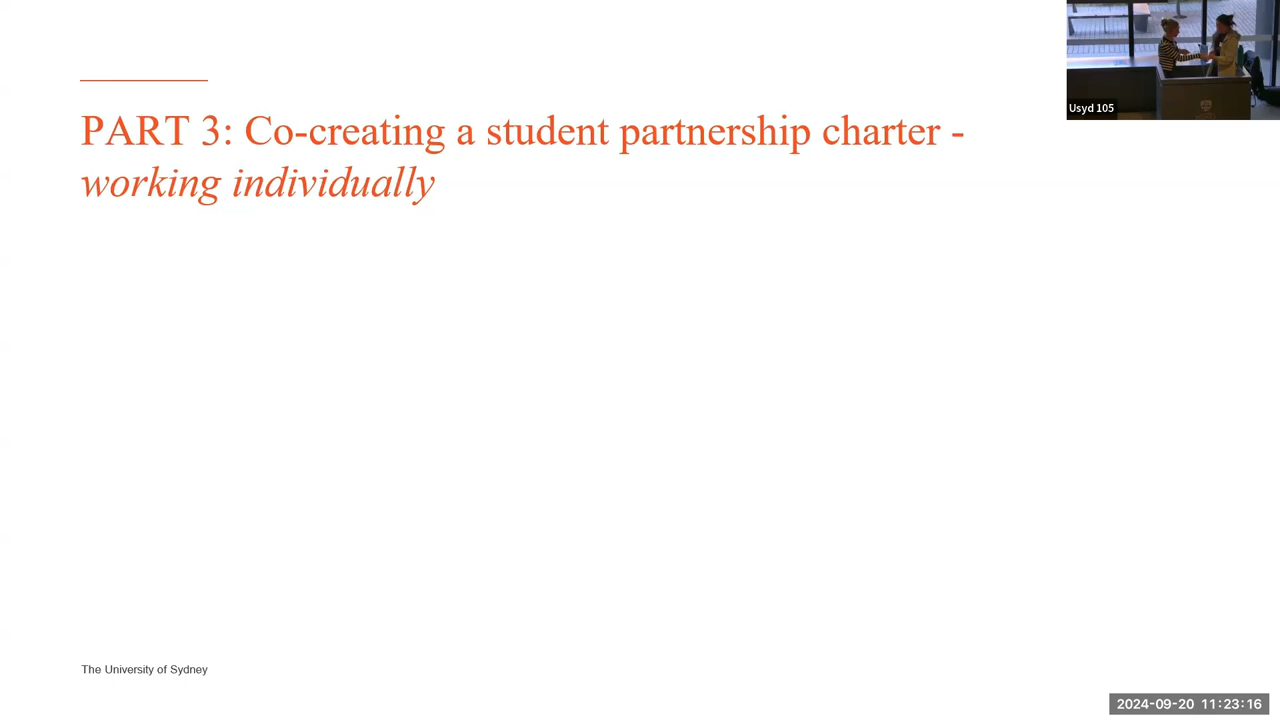 Usyd 105
PART 3: Co-creating a student partnership charter -
working individually
The University of Sydney
2024-09-20 11:23:16